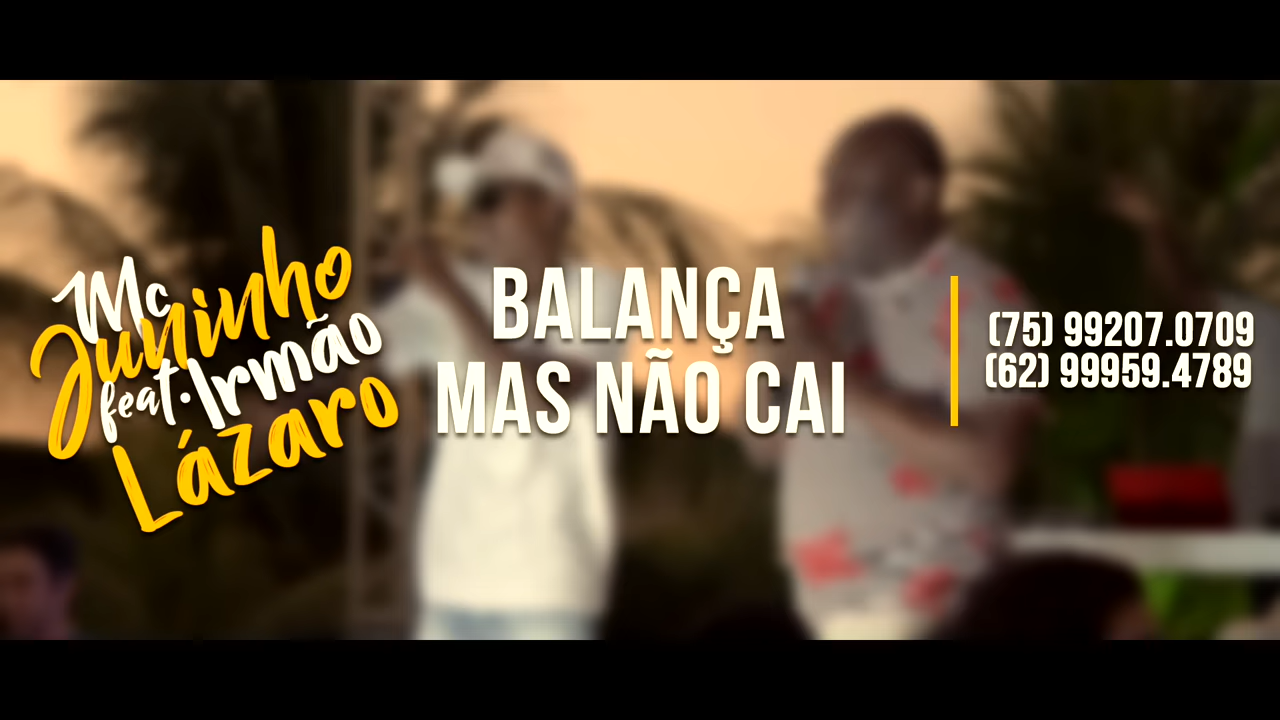 Mc
Juninho
feat. Irmão
Lázaro
BALANÇA
MAS NÃO CAI
(75) 99207.0709
(62) 99959.4789